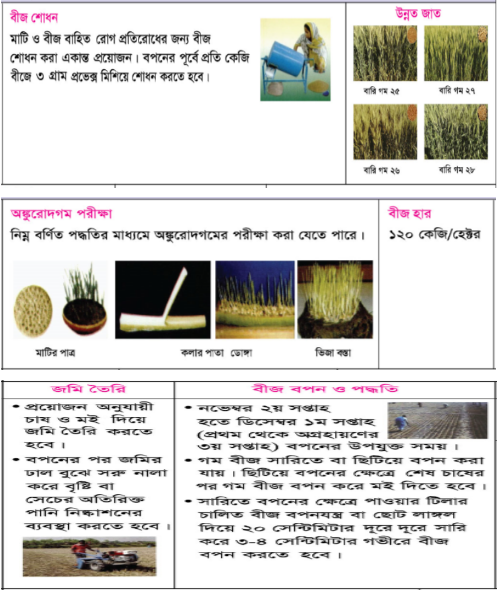 বীজ শোধন
মাটি ও বীজ বাহিত রোগ প্রতিরোধের জন্য বীজ
শোধন করা একান্ত প্রয়োজন। বপনের পূর্বে প্রতি কেজি
বীজে ৩ গ্রাম প্রভেক্স মিশিয়ে শোধন করতে হবে।
উন্নত জাত
বারি গম ২৫
বারি গম ২৭
বারি গম ২৬
বারি গম ২৮
অঙ্কুরোদগম পরীক্ষা
নিম্ন বর্ণিত পদ্ধতির মাধ্যমে অঙ্কুরোদগমের পরীক্ষা করা যেতে পারে।
মাটির পাত্র
কলার পাতা ডোঙ্গা
ভিজা বস্তা
বীজ হার
১২০ কেজি/হেক্টর
জমি তৈরি
• প্রয়োজন অনুযায়ী
চাষ ও মই দিয়ে
জমি তৈরি করতে
হবে।
• বপনের পর জমির
ঢাল বুঝে সরু নালা
করে বৃষ্টি বা
সেচের অতিরিক্ত
পানি নিষ্কাশনের
ব্যবস্থা করতে হবে।
বীজ বপন ও পদ্ধতি
• নভেম্বর ২য় সপ্তাহ
হতে ডিসেম্বর ১ম সপ্তাহ
(প্রথম থেকে অগ্রহায়ণের
৩য় সপ্তাহ) বপনের উপযুক্ত সময়।
• গম বীজ সারিতে বা ছিটিয়ে বপন করা
যায়। ছিটিয়ে বপনের ক্ষেত্রে শেষ চাষের
পর গম বীজ বপন করে মই দিতে হবে।
• সারিতে বপনের ক্ষেত্রে পাওয়ার টিলার
চালিত বীজ বপনযন্ত্র বা ছোট লাঙ্গল
দিয়ে ২০ সেন্টিমিটার দূরে দূরে সারি
করে ৩-৪ সেন্টিমিটার গভীরে বীজ
বপন করতে হবে।